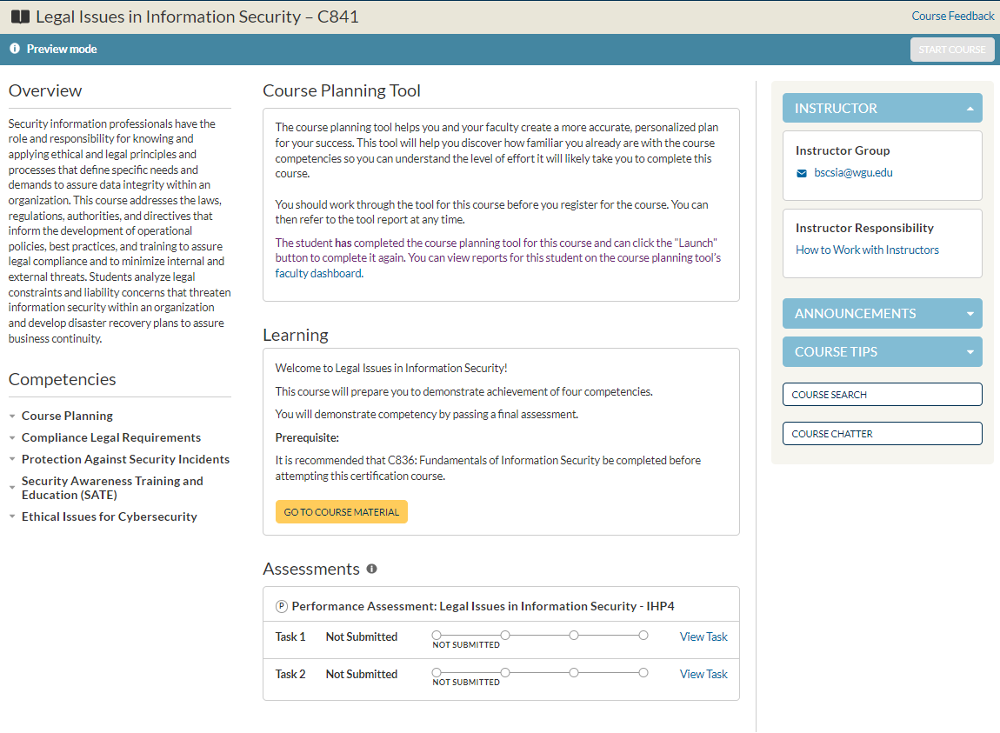 Legal Issues in Information Security – C841
Course Feedback
Preview mode
START COURSE
Overview
Security information professionals have the
role and responsibility for knowing and
applying ethical and legal principles and
processes that define specific needs and
demands to assure data integrity within an
organization. This course addresses the laws,
regulations, authorities, and directives that
inform the development of operational
policies, best practices, and training to assure
legal compliance and to minimize internal and
external threats. Students analyze legal
constraints and liability concerns that threaten
information security within an organization
and develop disaster recovery plans to assure
business continuity.
Competencies
Course Planning
Compliance Legal Requirements
Protection Against Security Incidents
Security Awareness Training and
Education (SATE)
Ethical Issues for Cybersecurity
Course Planning Tool
The course planning tool helps you and your faculty create a more accurate, personalized plan
for your success. This tool will help you discover how familiar you already are with the course
competencies so you can understand the level of effort it will likely take you to complete this
course.
You should work through the tool for this course before you register for the course. You can
then refer to the tool report at any time.
The student has completed the course planning tool for this course and can click the "Launch"
button to complete it again. You can view reports for this student on the course planning tool's
faculty dashboard.
Learning
Welcome to Legal Issues in Information Security!
This course will prepare you to demonstrate achievement of four competencies.
You will demonstrate competency by passing a final assessment.
Prerequisite:
It is recommended that C836: Fundamentals of Information Security be completed before
attempting this certification course.
GO TO COURSE MATERIAL
Assessments
P Performance Assessment: Legal Issues in Information Security - IHP4
Task 1 Not Submitted NOT SUBMITTED View Task
Task 2 Not Submitted NOT SUBMITTED View Task
INSTRUCTOR
Instructor Group
bscsia@wgu.edu
Instructor Responsibility
How to Work with Instructors
ANNOUNCEMENTS
COURSE TIPS
COURSE SEARCH
COURSE CHATTER